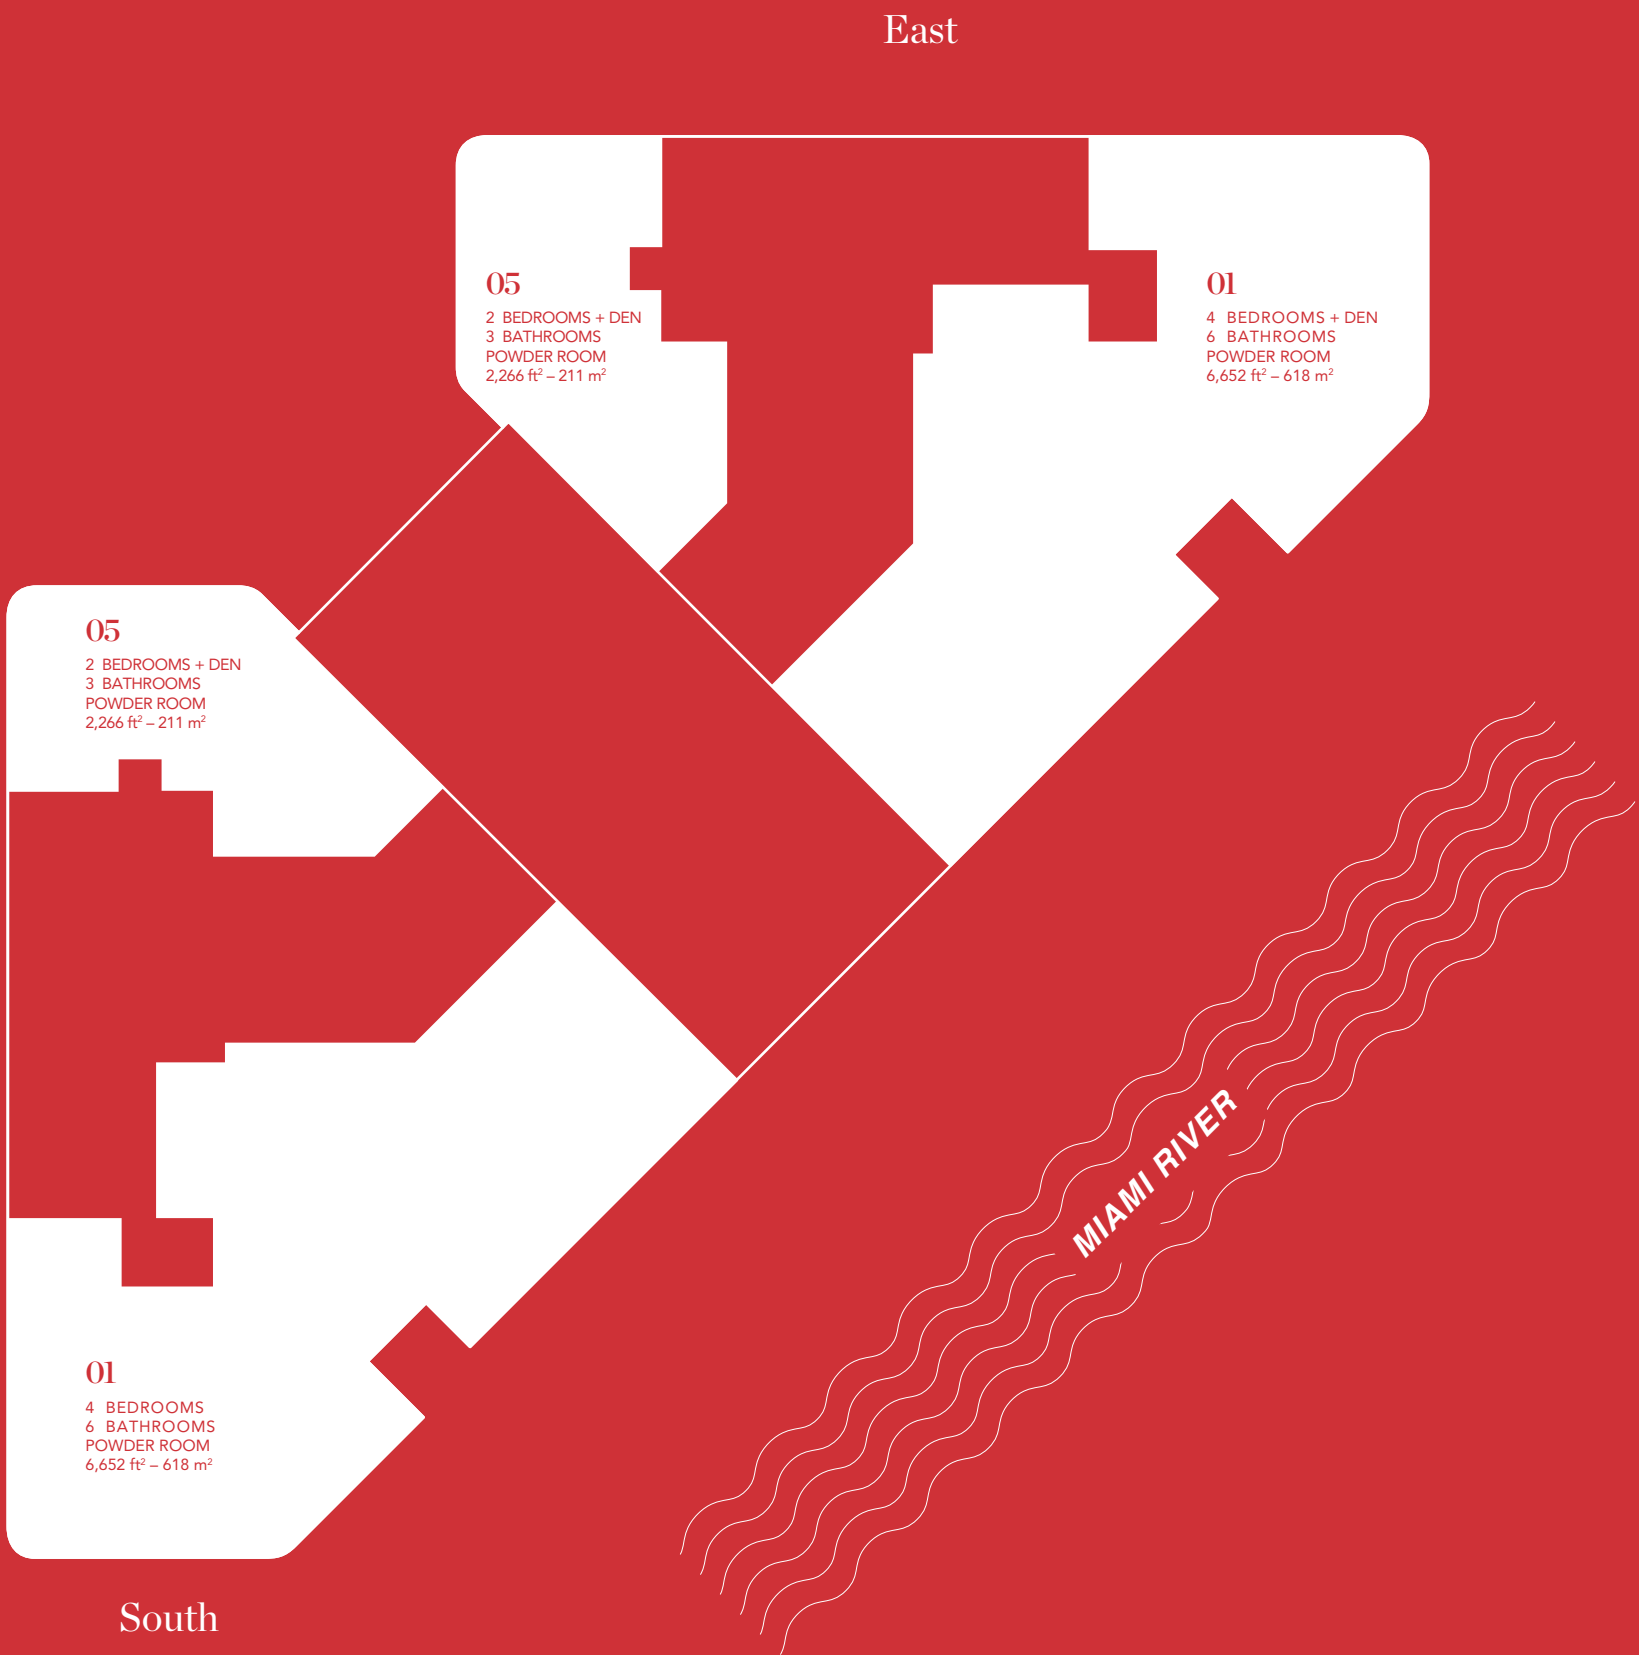 East
05
2 BEDROOMS + DEN
3 BATHROOMS
POWDER ROOM
2,266 ft² – 211 m²
01
4 BEDROOMS + DEN
6 BATHROOMS
POWDER ROOM
6,652 ft² – 618 m²
05
2 BEDROOMS + DEN
3 BATHROOMS
POWDER ROOM
2,266 ft² – 211 m²
MIAMI RIVER
01
4 BEDROOMS
6 BATHROOMS
POWDER ROOM
6,652 ft² – 618 m²
South